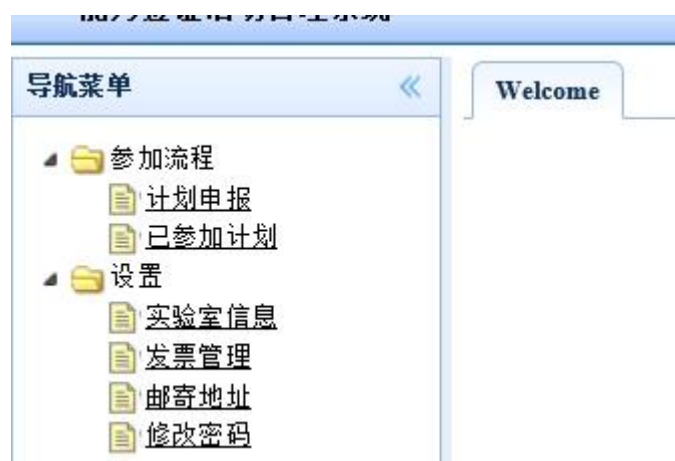 导航菜单
Welcome
参加流程
计划申报
已参加计划
设置
实验室信息
发票管理
邮寄地址
修改密码